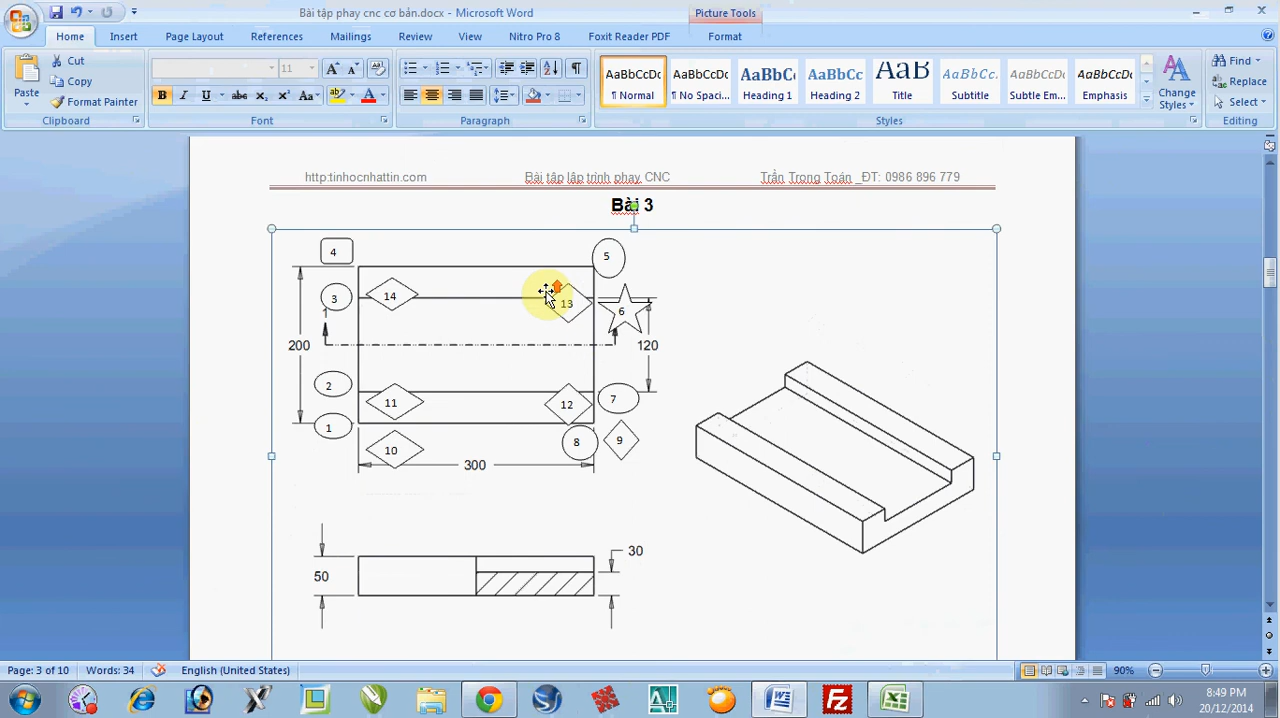 Bài tập phay cnc cơ bản.docx - Microsoft Word
Picture Tools
Home
Insert
Page Layout
References
Mailings
Review
View
Nitro Pro 8
Foxit Reader PDF
Format
Paste
Cut
Copy
Format Painter
Clipboard
11
Font
Paragraph
AaBbCcDc
¶ Normal
AaBbCcDc
¶ No Spaci...
AaBbCc
Heading 1
AaBbCc
Heading 2
AaB
Title
AaBbCc.
Subtitle
AaBbCcDc
Subtle Em...
AaBbCcDc
Emphasis
Styles
Change Styles
Find
Replace
Select
Editing
http:tinhocnhattin.com
Bài tập lập trình phay CNC
Trần Trọng Toán _ĐT: 0986 896 779
Bài 3
4
5
3
14
13
6
200
120
2
11
12
7
1
10
8
9
300
50
30
Page: 3 of 10
Words: 34
English (United States)
90%
8:49 PM
20/12/2014